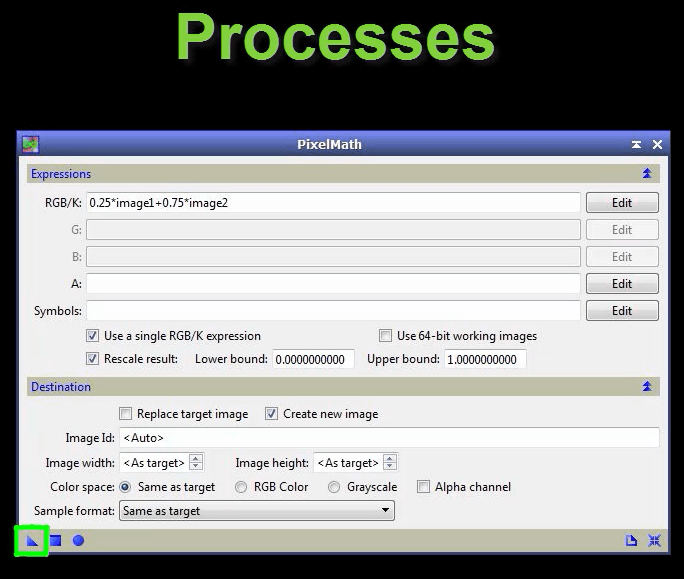 Processes
PixelMath
Expressions
RGB/K: 0.25*image1+0.75*image2 Edit
G: Edit
B: Edit
A: Edit
Symbols: Edit
Use a single RGB/K expression Use 64-bit working images
Rescale result: Lower bound: 0.0000000000 Upper bound: 1.0000000000
Destination
Replace target image Create new image
Image Id: <Auto>
Image width: <As target> Image height: <As target>
Color space: Same as target RGB Color Grayscale Alpha channel
Sample format: Same as target